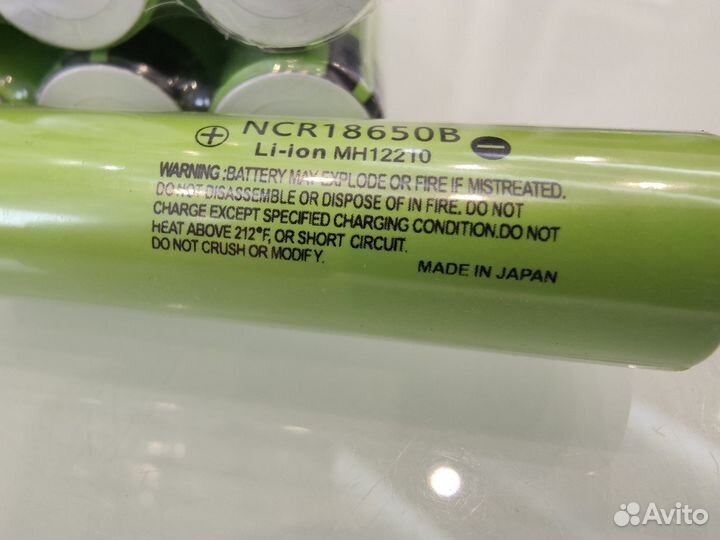 NCR18650B
Li-ion MH12210
WARNING :BATTERY MAY EXPLODE OR FIRE IF MISTREATED.
DO NOT DISASSEMBLE OR DISPOSE OF IN FIRE. DO NOT
CHARGE EXCEPT SPECIFIED CHARGING CONDITION.DO NOT
HEAT ABOVE 212°F, OR SHORT CIRCUIT.
DO NOT CRUSH OR MODIFY.
MADE IN JAPAN
Avito